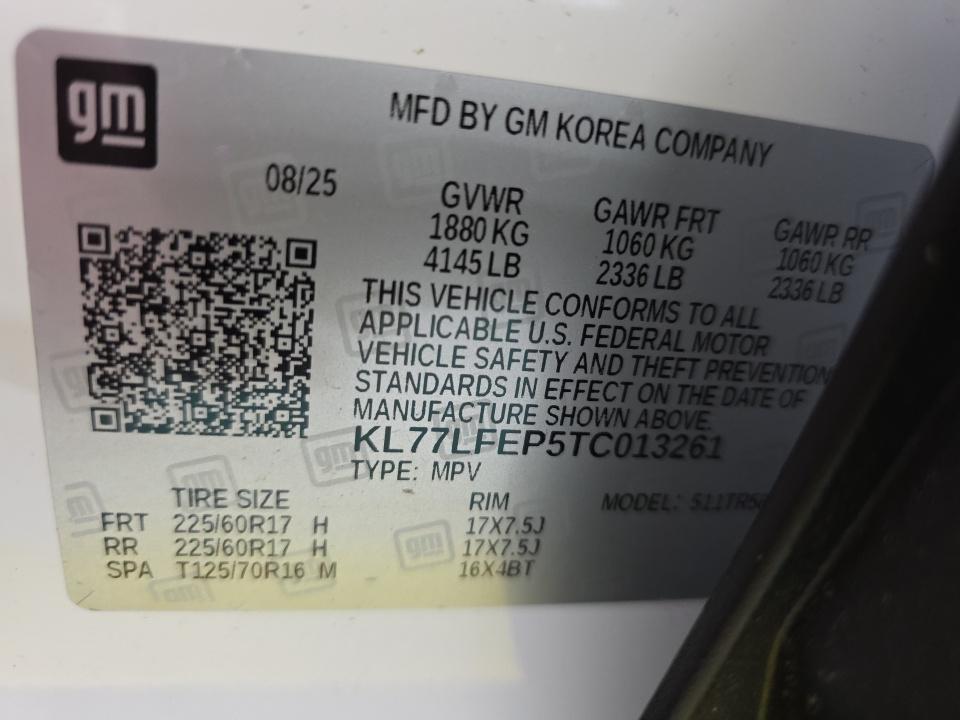 gm
MFD BY GM KOREA COMPANY
08/25
GVWR GAWR FRT GAWR RR
1880 KG 1060 KG 1060 KG
4145 LB 2336 LB 2336 LB
THIS VEHICLE CONFORMS TO ALL
APPLICABLE U.S. FEDERAL MOTOR
VEHICLE SAFETY AND THEFT PREVENTION
STANDARDS IN EFFECT ON THE DATE OF
MANUFACTURE SHOWN ABOVE.
KL77LFEP5TC013261
TYPE: MPV
TIRE SIZE RIM MODEL:
FRT 225/60R17 H 17X7.5J
RR 225/60R17 H 17X7.5J
SPA T125/70R16 M 16X4BT